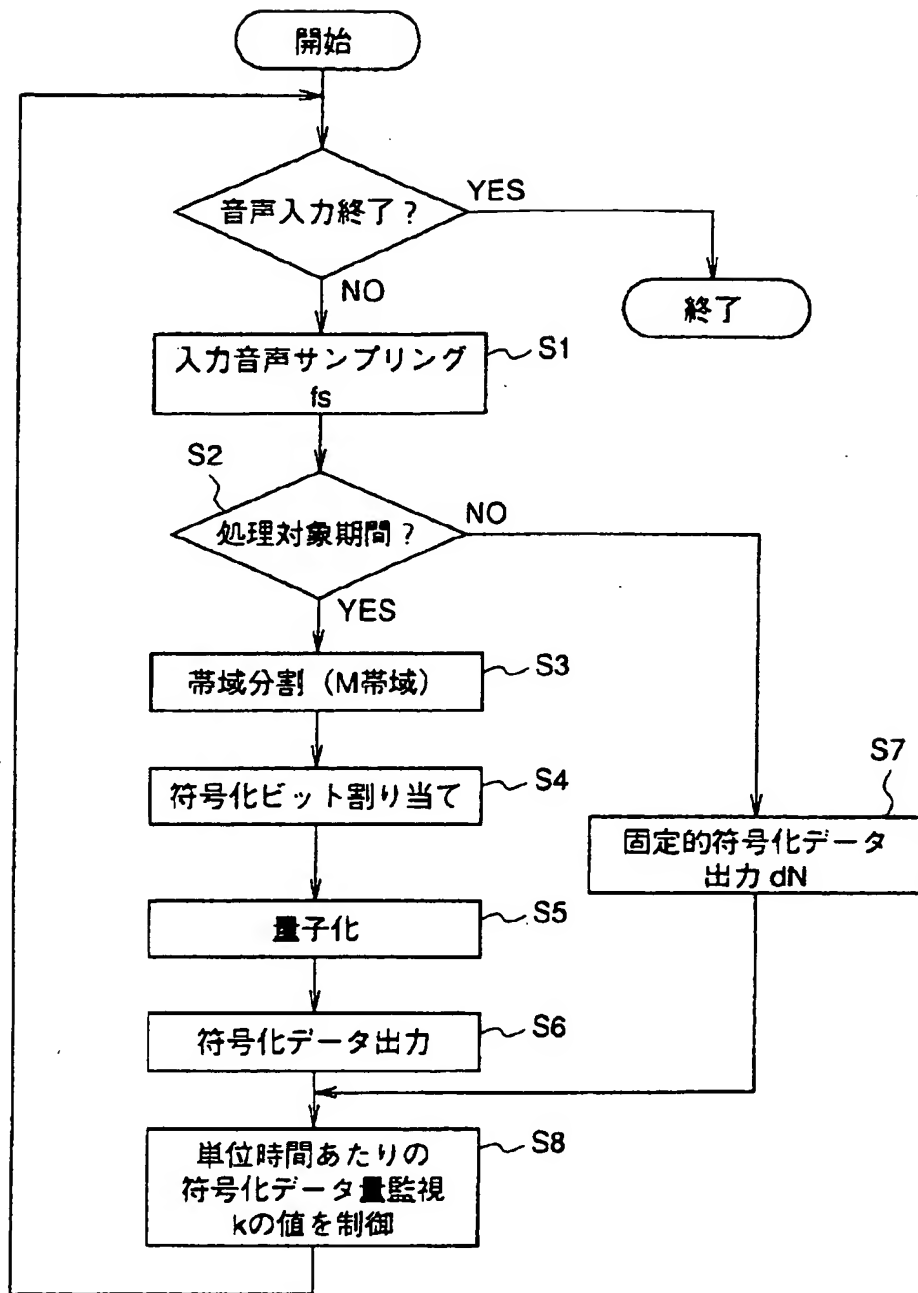 開始
音声入力終了?
YES
NO
終了
入力音声サンプリング
fs
S1
S2
処理対象期間?
NO
YES
帯域分割(M帯域)
S3
符号化ビット割り当て
S4
S7
固定的符号化データ
出力 dN
量子化
S5
符号化データ出力
S6
単位時間あたりの
符号化データ量監視
kの値を制御
S8